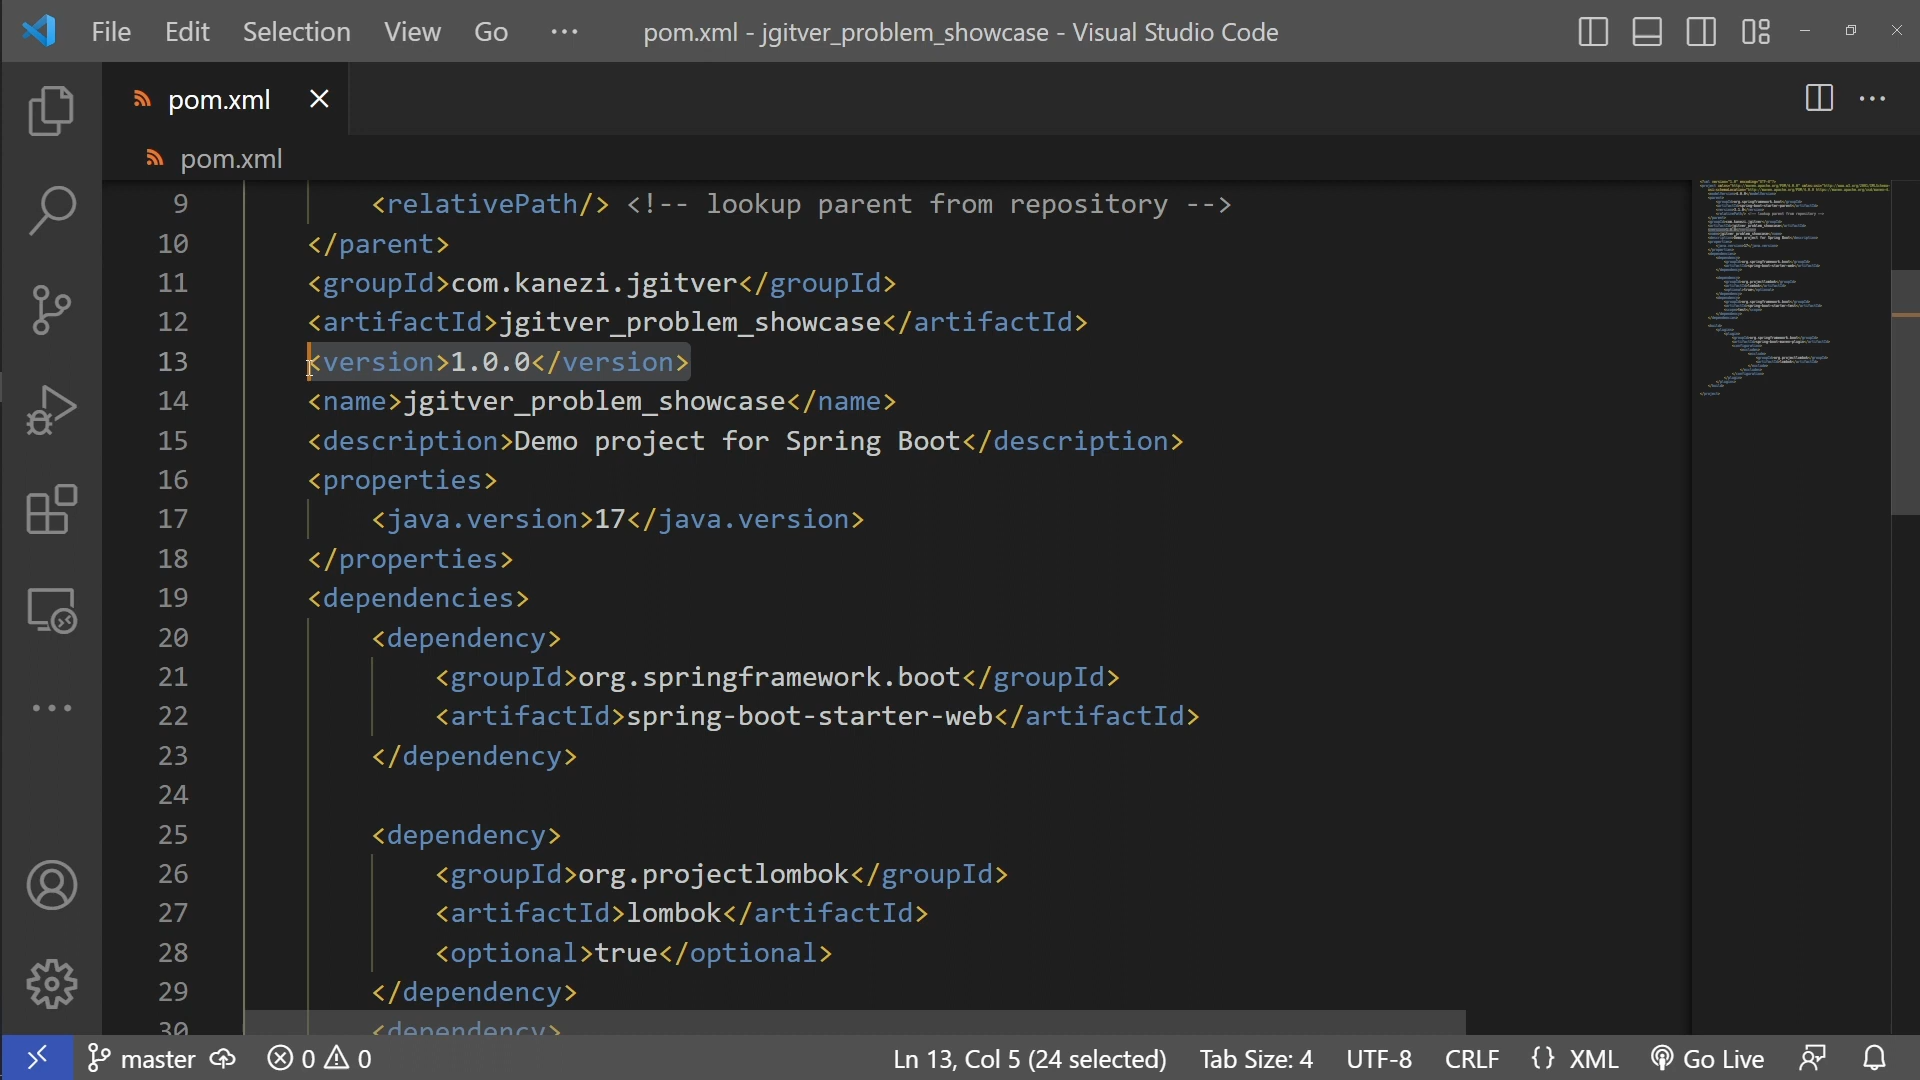 File Edit Selection View Go ··· pom.xml - jgitver_problem_showcase - Visual Studio Code
pom.xml
pom.xml
9 <relativePath/> <!-- lookup parent from repository -->
10 </parent>
11 <groupId>com.kanezi.jgitver</groupId>
12 <artifactId>jgitver_problem_showcase</artifactId>
13 <version>1.0.0</version>
14 <name>jgitver_problem_showcase</name>
15 <description>Demo project for Spring Boot</description>
16 <properties>
17 <java.version>17</java.version>
18 </properties>
19 <dependencies>
20 <dependency>
21 <groupId>org.springframework.boot</groupId>
22 <artifactId>spring-boot-starter-web</artifactId>
23 </dependency>
24
25 <dependency>
26 <groupId>org.projectlombok</groupId>
27 <artifactId>lombok</artifactId>
28 <optional>true</optional>
29 </dependency>
30 <dependency>
master 0 0 Ln 13, Col 5 (24 selected) Tab Size: 4 UTF-8 CRLF {} XML Go Live